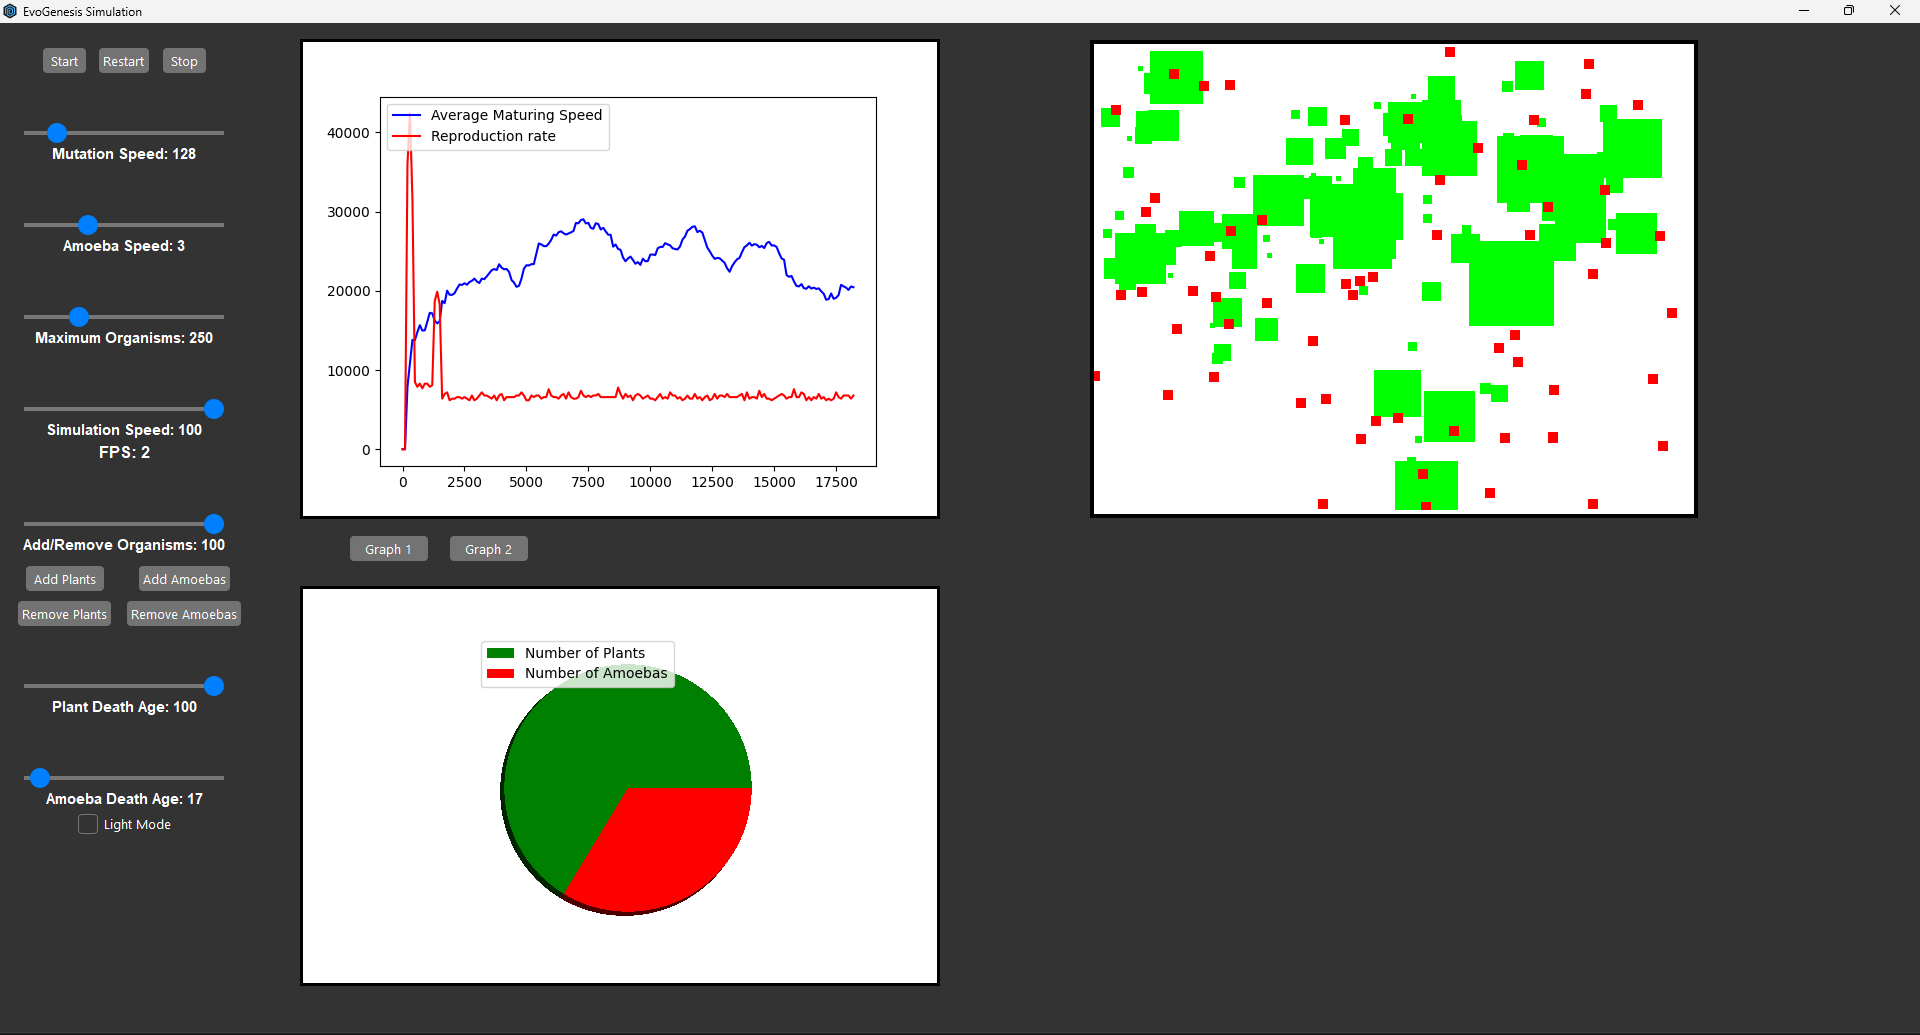 EvoGenesis Simulation
Start Restart Stop
Mutation Speed: 128
Amoeba Speed: 3
Maximum Organisms: 250
Simulation Speed: 100
FPS: 2
Add/Remove Organisms: 100
Add Plants Add Amoebas
Remove Plants Remove Amoebas
Plant Death Age: 100
Amoeba Death Age: 17
Light Mode
Average Maturing Speed
Reproduction rate
40000
30000
20000
10000
0
0 2500 5000 7500 10000 12500 15000 17500
Graph 1 Graph 2
Number of Plants
Number of Amoebas